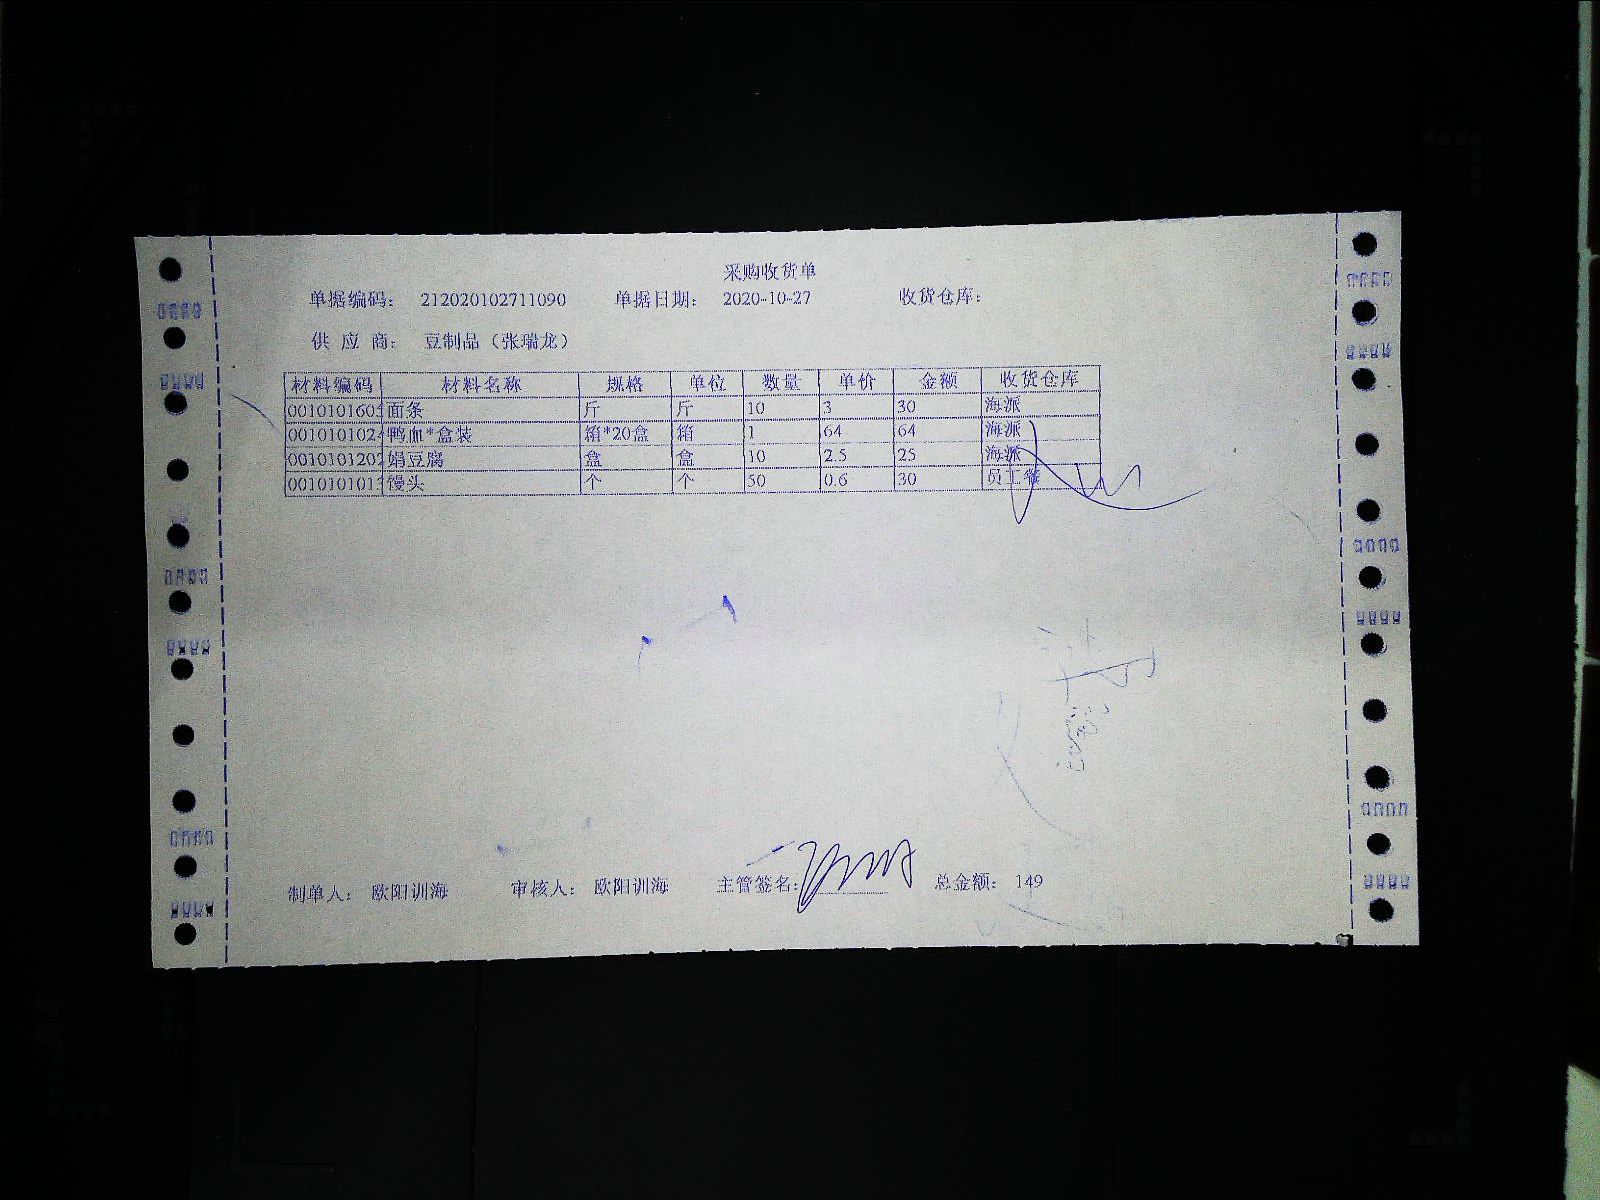 采购收货单
单据编码： 212020102711090 单据日期： 2020-10-27 收货仓库：
供 应 商： 豆制品（张瑞龙）
材料编码 材料名称 规格 单位 数量 单价 金额 收货仓库
0010101605 面条 斤 斤 10 3 30 海派
0010101024 鸭血*盒装 箱*20盒 箱 1 64 64 海派
0010101202 娟豆腐 盒 盒 10 2.5 25 海派
0010101013 馒头 个 个 50 0.6 30 员工餐
制单人： 欧阳训海 审核人： 欧阳训海 主管签名： 总金额： 149